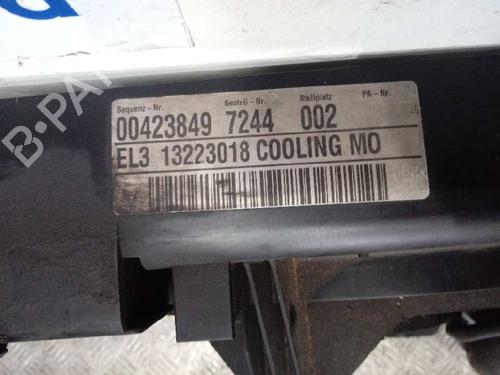 Sequenz-Nr. Gestell-Nr. Stellplatz PA-Nr.
00423849 7244 002
EL3 13223018 COOLING MO
B-PA